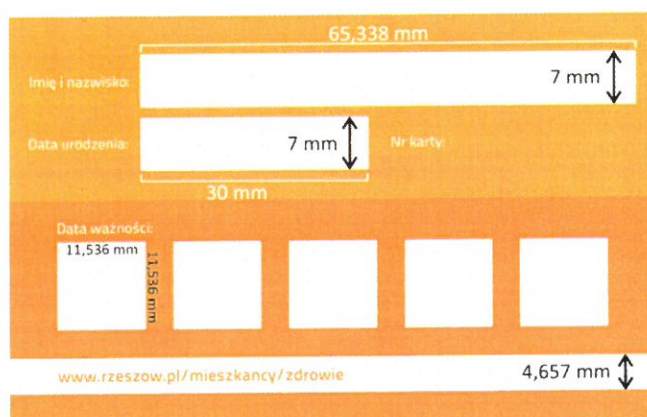 65,338 mm
Imię i nazwisko:
7 mm
Data urodzenia:
7 mm
Nr karty:
30 mm
Data ważności:
11,536 mm
11,536 mm
www.rzeszow.pl/mieszkancy/zdrowie
4,657 mm